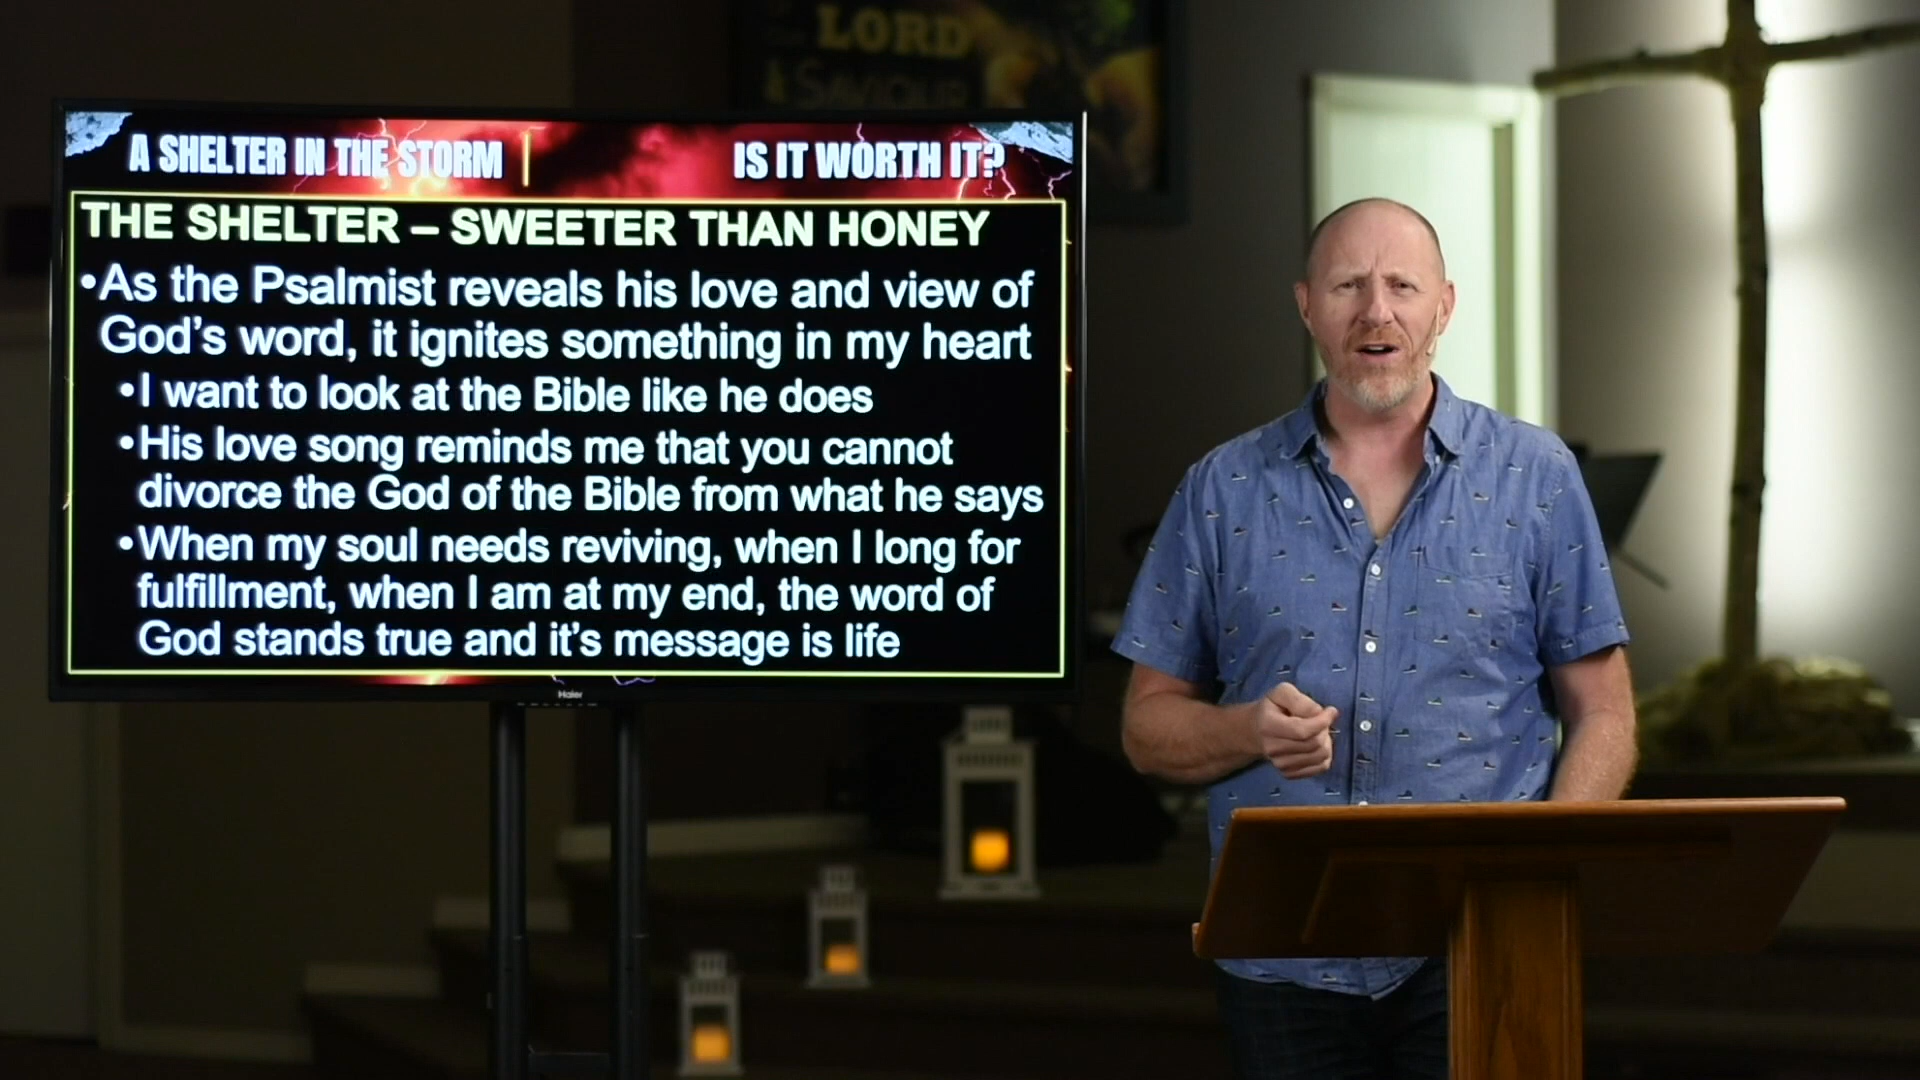 LORD
& SAVIOUR
A SHELTER IN THE STORM
IS IT WORTH IT?
THE SHELTER – SWEETER THAN HONEY
•As the Psalmist reveals his love and view of
God’s word, it ignites something in my heart
•I want to look at the Bible like he does
•His love song reminds me that you cannot
divorce the God of the Bible from what he says
•When my soul needs reviving, when I long for
fulfillment, when I am at my end, the word of
God stands true and it’s message is life
Haier